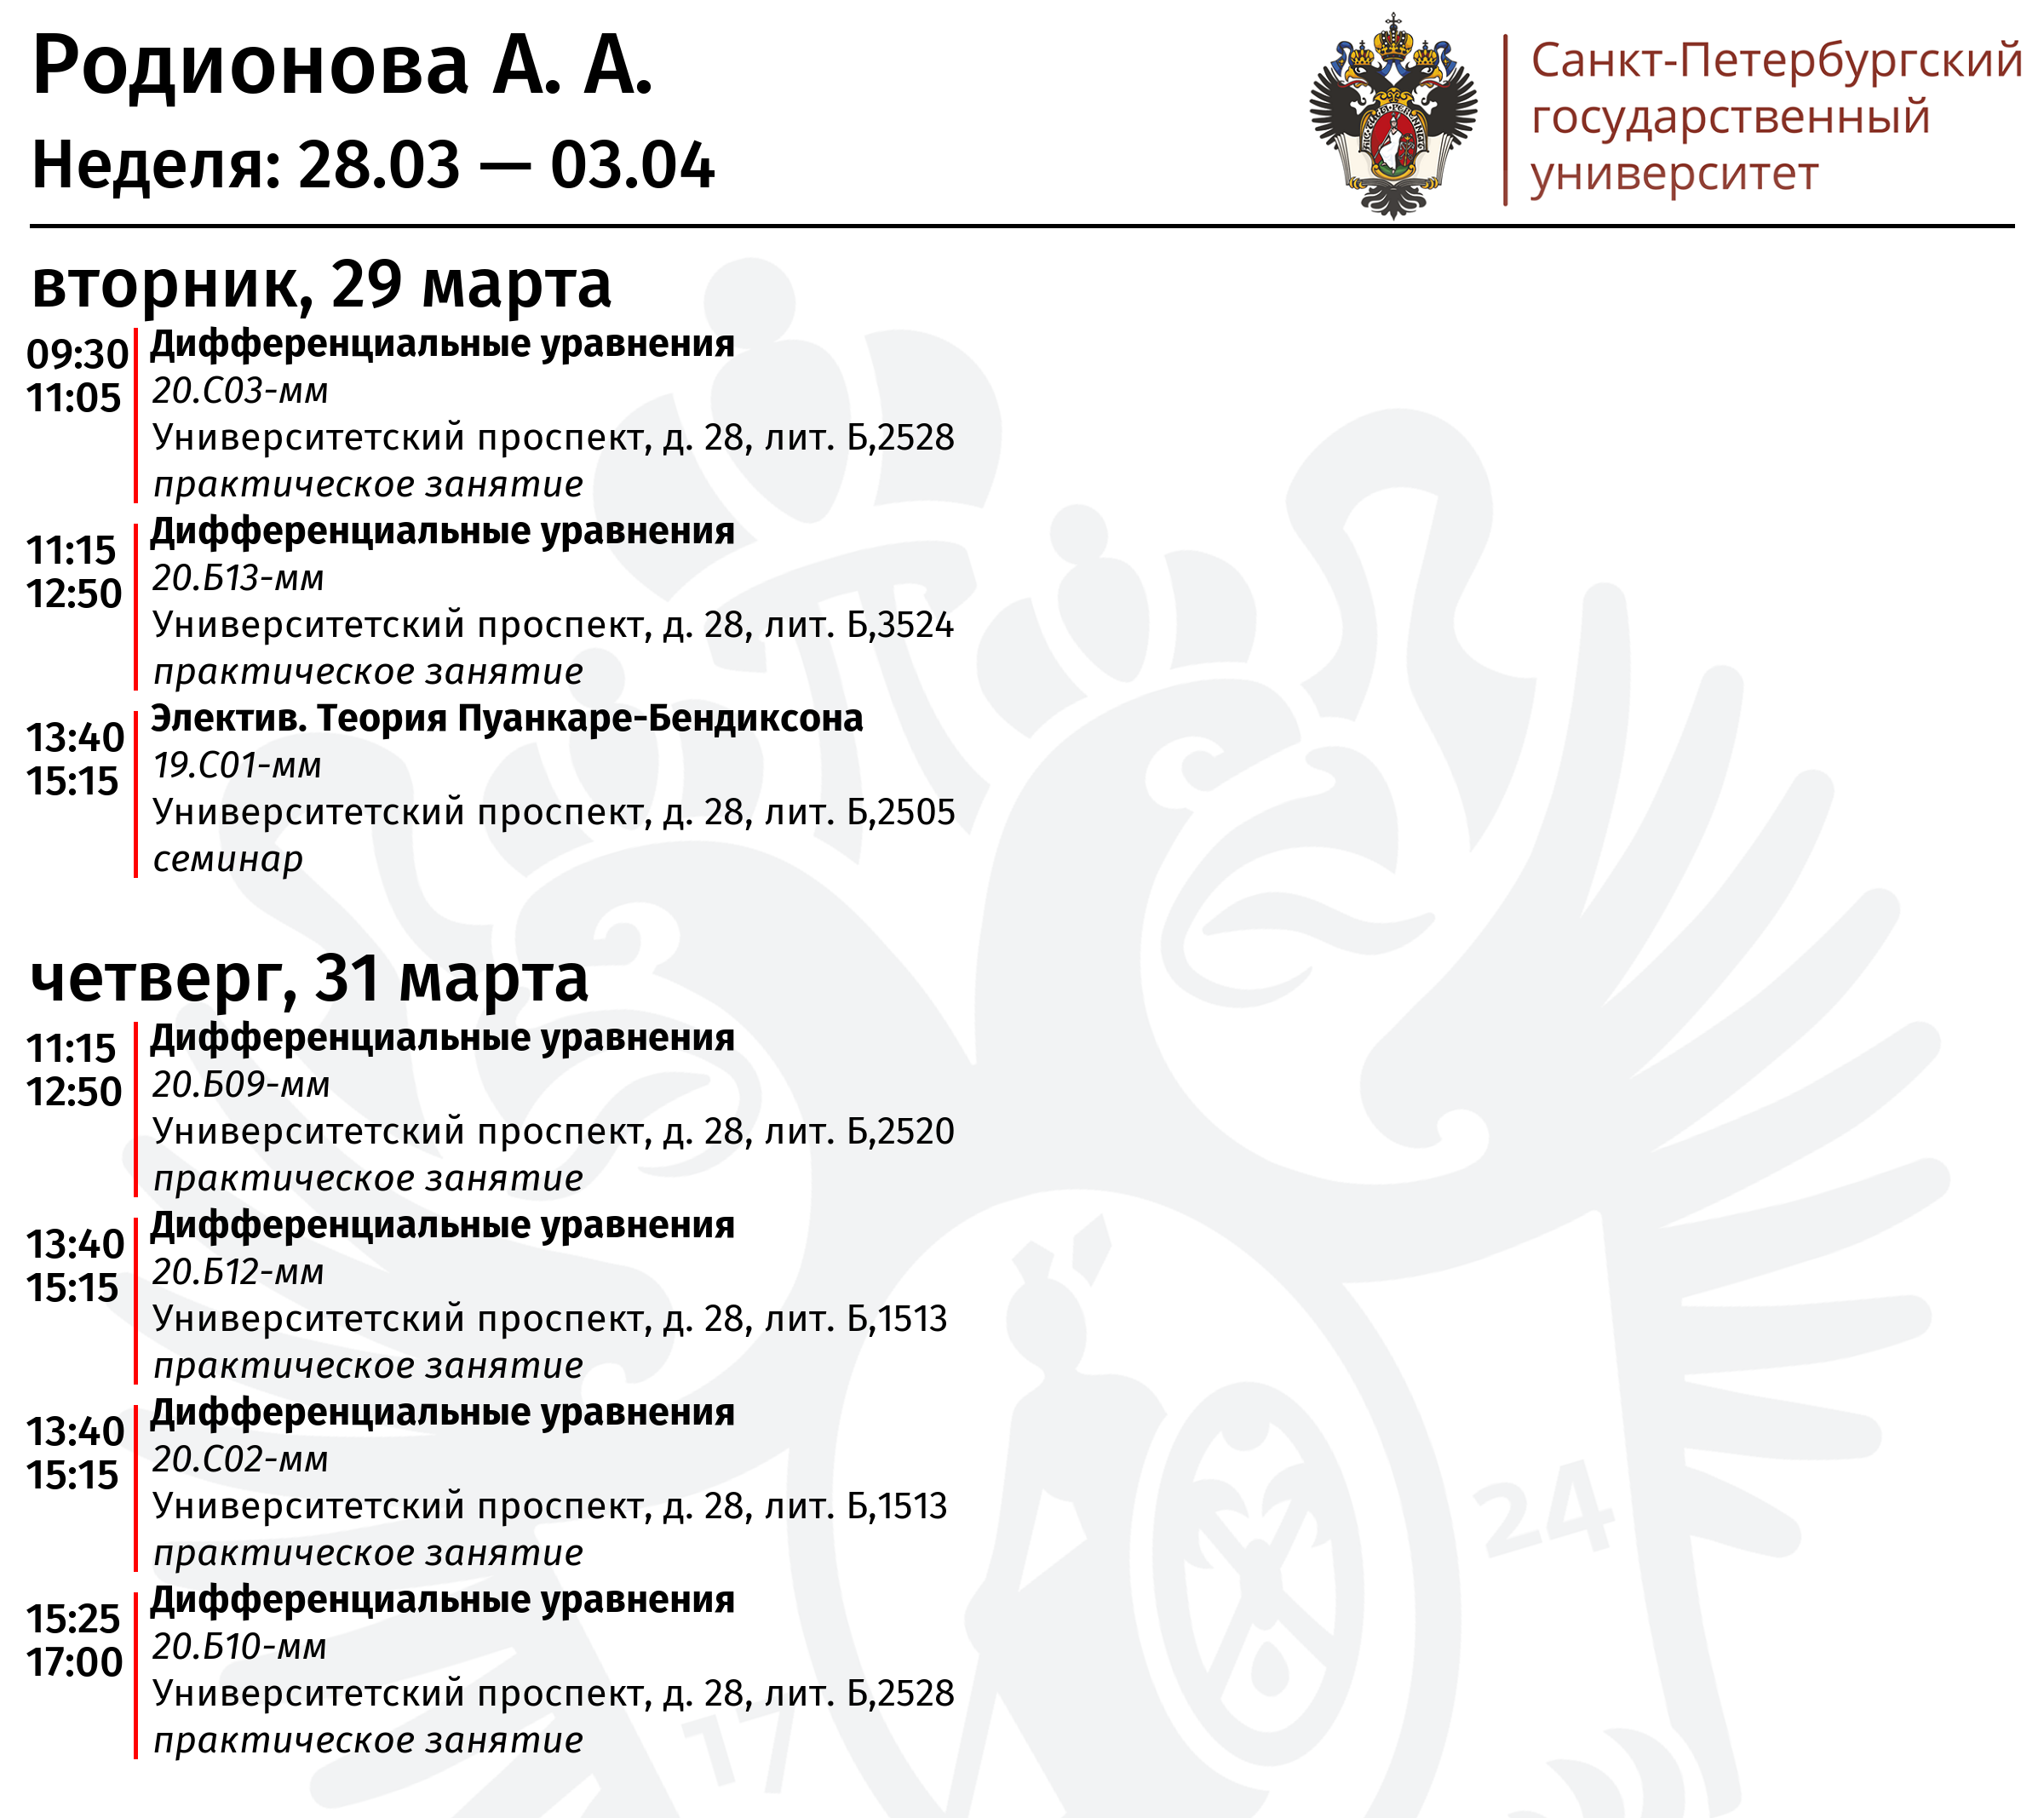 Родионова А. А.
Неделя: 28.03 — 03.04
Санкт-Петербургский
государственный
университет
вторник, 29 марта
09:30
11:05
Дифференциальные уравнения
20.С03-мм
Университетский проспект, д. 28, лит. Б,2528
практическое занятие
11:15
12:50
Дифференциальные уравнения
20.Б13-мм
Университетский проспект, д. 28, лит. Б,3524
практическое занятие
13:40
15:15
Электив. Теория Пуанкаре-Бендиксона
19.С01-мм
Университетский проспект, д. 28, лит. Б,2505
семинар
четверг, 31 марта
11:15
12:50
Дифференциальные уравнения
20.Б09-мм
Университетский проспект, д. 28, лит. Б,2520
практическое занятие
13:40
15:15
Дифференциальные уравнения
20.Б12-мм
Университетский проспект, д. 28, лит. Б,1513
практическое занятие
13:40
15:15
Дифференциальные уравнения
20.С02-мм
Университетский проспект, д. 28, лит. Б,1513
практическое занятие
15:25
17:00
Дифференциальные уравнения
20.Б10-мм
Университетский проспект, д. 28, лит. Б,2528
практическое занятие
17
24